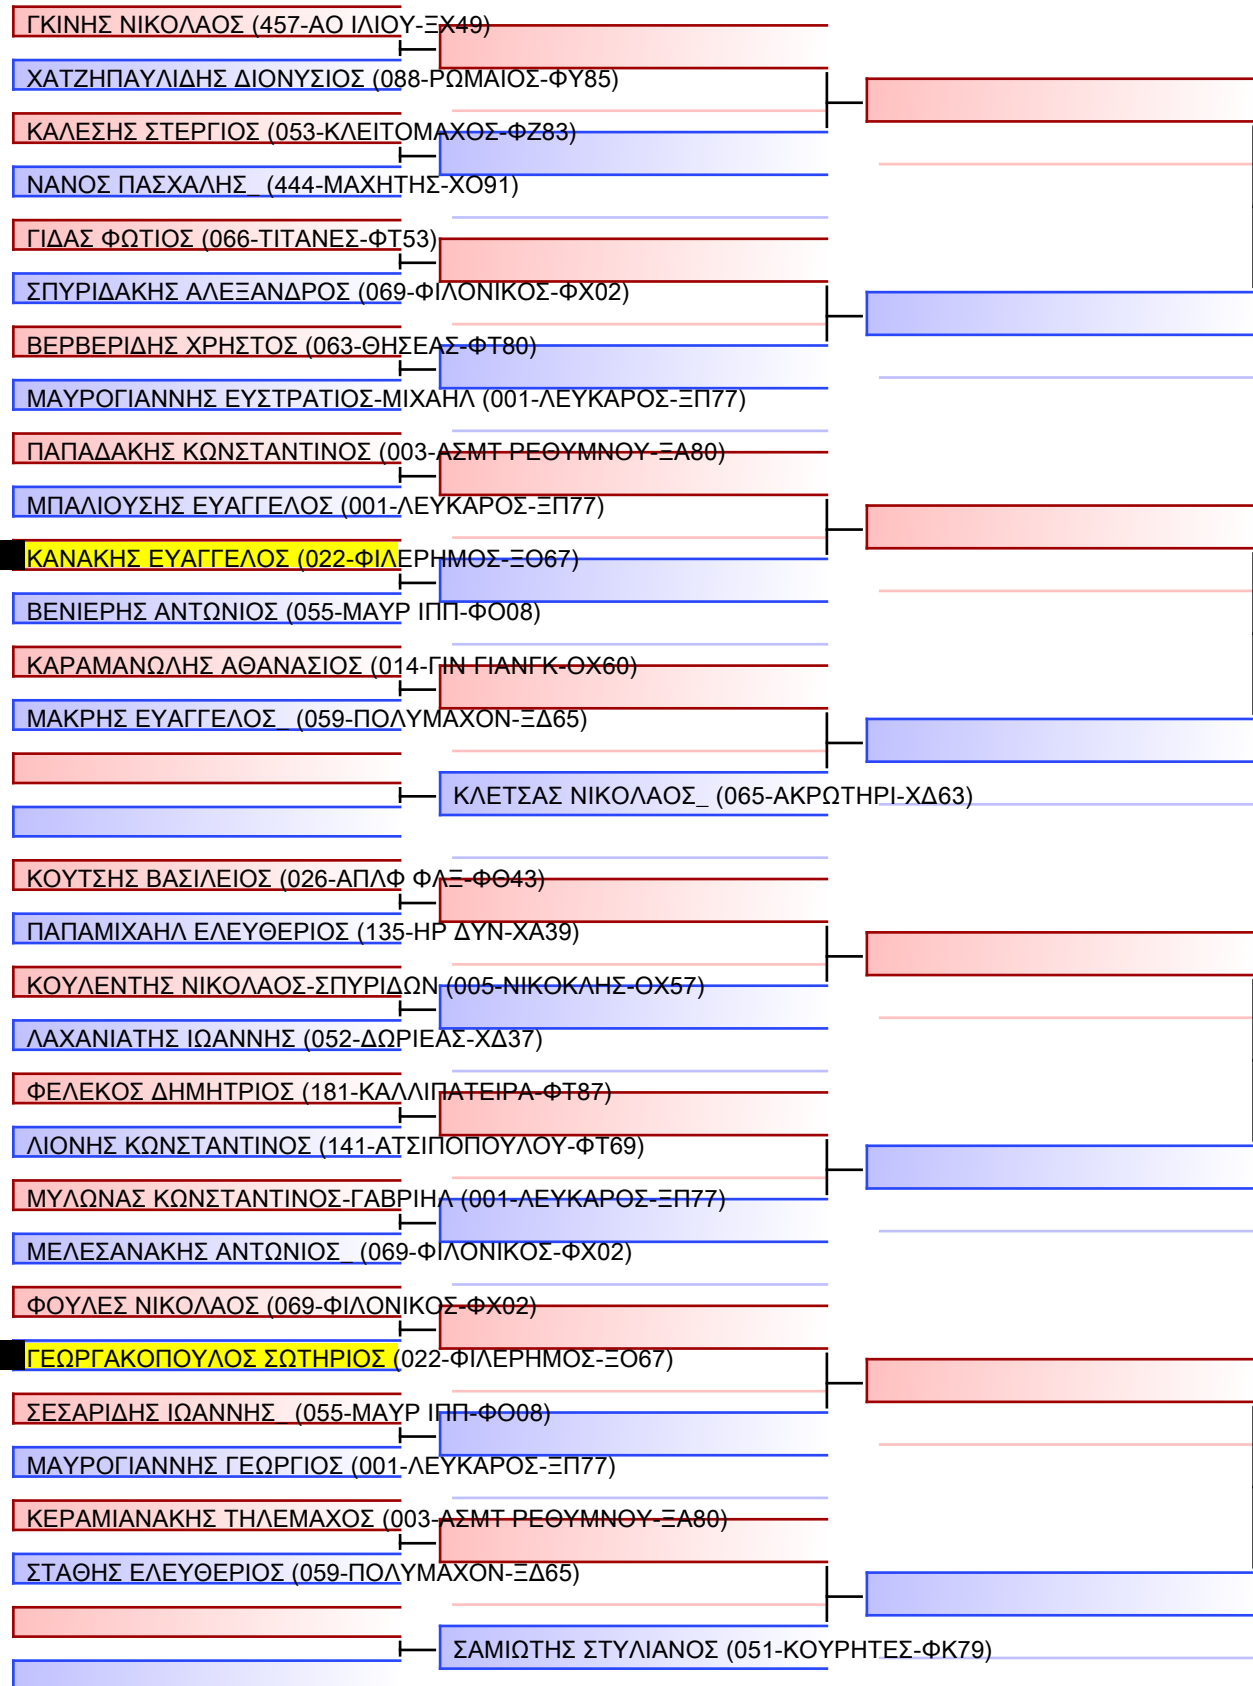 ΓΚΙΝΗΣ ΝΙΚΟΛΑΟΣ (457-ΑΟ ΙΛΙΟΥ-ΞΧ49)
ΧΑΤΖΗΠΑΥΛΙΔΗΣ ΔΙΟΝΥΣΙΟΣ (088-ΡΩΜΑΙΟΣ-ΦΥ85)
ΚΑΛΕΣΗΣ ΣΤΕΡΓΙΟΣ (053-ΚΛΕΙΤΟΜΑΧΟΣ-ΦΖ83)
ΝΑΝΟΣ ΠΑΣΧΑΛΗΣ_ (444-ΜΑΧΗΤΗΣ-ΧΟ91)
ΓΙΔΑΣ ΦΩΤΙΟΣ (066-ΤΙΤΑΝΕΣ-ΦΤ53)
ΣΠΥΡΙΔΑΚΗΣ ΑΛΕΞΑΝΔΡΟΣ (069-ΦΙΛΟΝΙΚΟΣ-ΦΧ02)
ΒΕΡΒΕΡΙΔΗΣ ΧΡΗΣΤΟΣ (063-ΘΗΣΕΑΣ-ΦΤ80)
ΜΑΥΡΟΓΙΑΝΝΗΣ ΕΥΣΤΡΑΤΙΟΣ-ΜΙΧΑΗΛ (001-ΛΕΥΚΑΡΟΣ-ΞΠ77)
ΠΑΠΑΔΑΚΗΣ ΚΩΝΣΤΑΝΤΙΝΟΣ (003-ΑΣΜΤ ΡΕΘΥΜΝΟΥ-ΞΑ80)
ΜΠΑΛΙΟΥΣΗΣ ΕΥΑΓΓΕΛΟΣ (001-ΛΕΥΚΑΡΟΣ-ΞΠ77)
ΚΑΝΑΚΗΣ ΕΥΑΓΓΕΛΟΣ (022-ΦΙΛΕΡΗΜΟΣ-ΞΟ67)
ΒΕΝΙΕΡΗΣ ΑΝΤΩΝΙΟΣ (055-ΜΑΥΡ ΙΠΠ-ΦΟ08)
ΚΑΡΑΜΑΝΩΛΗΣ ΑΘΑΝΑΣΙΟΣ (014-ΓΙΝ ΓΙΑΝΓΚ-ΟΧ60)
ΜΑΚΡΗΣ ΕΥΑΓΓΕΛΟΣ_ (059-ΠΟΛΥΜΑΧΟΝ-ΞΔ65)
ΚΛΕΤΣΑΣ ΝΙΚΟΛΑΟΣ_ (065-ΑΚΡΩΤΗΡΙ-ΧΔ63)
ΚΟΥΤΣΗΣ ΒΑΣΙΛΕΙΟΣ (026-ΑΠΛΦ ΦΛΞ-ΦΘ43)
ΠΑΠΑΜΙΧΑΗΛ ΕΛΕΥΘΕΡΙΟΣ (135-ΗΡ ΔΥΝ-ΧΑ39)
ΚΟΥΛΕΝΤΗΣ ΝΙΚΟΛΑΟΣ-ΣΠΥΡΙΔΩΝ (005-ΝΙΚΟΚΛΗΣ-ΟΧ57)
ΛΑΧΑΝΙΑΤΗΣ ΙΩΑΝΝΗΣ (052-ΔΩΡΙΕΑΣ-ΧΔ37)
ΦΕΛΕΚΟΣ ΔΗΜΗΤΡΙΟΣ (181-ΚΑΛΛΙΠΑΤΕΙΡΑ-ΦΤ87)
ΛΙΟΝΗΣ ΚΩΝΣΤΑΝΤΙΝΟΣ (141-ΑΤΣΙΠΟΠΟΥΛΟΥ-ΦΤ69)
ΜΥΛΩΝΑΣ ΚΩΝΣΤΑΝΤΙΝΟΣ-ΓΑΒΡΙΗΛ (001-ΛΕΥΚΑΡΟΣ-ΞΠ77)
ΜΕΛΕΣΑΝΑΚΗΣ ΑΝΤΩΝΙΟΣ_ (069-ΦΙΛΟΝΙΚΟΣ-ΦΧ02)
ΦΟΥΛΕΣ ΝΙΚΟΛΑΟΣ (069-ΦΙΛΟΝΙΚΟΣ-ΦΧ02)
ΓΕΩΡΓΑΚΟΠΟΥΛΟΣ ΣΩΤΗΡΙΟΣ (022-ΦΙΛΕΡΗΜΟΣ-ΞΟ67)
ΣΕΣΑΡΙΔΗΣ ΙΩΑΝΝΗΣ_ (055-ΜΑΥΡ ΙΠΠ-ΦΟ08)
ΜΑΥΡΟΓΙΑΝΝΗΣ ΓΕΩΡΓΙΟΣ (001-ΛΕΥΚΑΡΟΣ-ΞΠ77)
ΚΕΡΑΜΙΑΝΑΚΗΣ ΤΗΛΕΜΑΧΟΣ (003-ΑΣΜΤ ΡΕΘΥΜΝΟΥ-ΞΑ80)
ΣΤΑΘΗΣ ΕΛΕΥΘΕΡΙΟΣ (059-ΠΟΛΥΜΑΧΟΝ-ΞΔ65)
ΣΑΜΙΩΤΗΣ ΣΤΥΛΙΑΝΟΣ (051-ΚΟΥΡΗΤΕΣ-ΦΚ79)